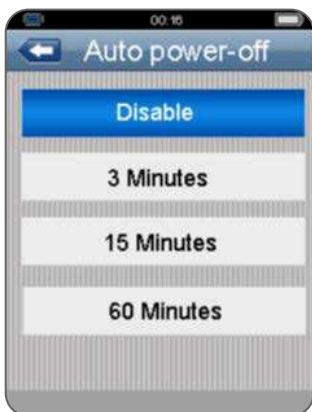 00:16
Auto power-off
Disable
3 Minutes
15 Minutes
60 Minutes